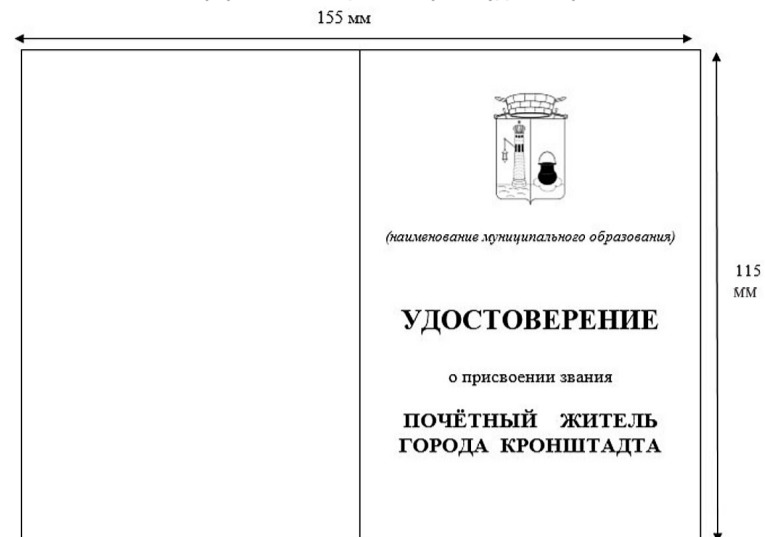 155 мм
(наименование муниципального образования)
115
мм
УДОСТОВЕРЕНИЕ
о присвоении звания
ПОЧЁТНЫЙ ЖИТЕЛЬ
ГОРОДА КРОНШТАДТА